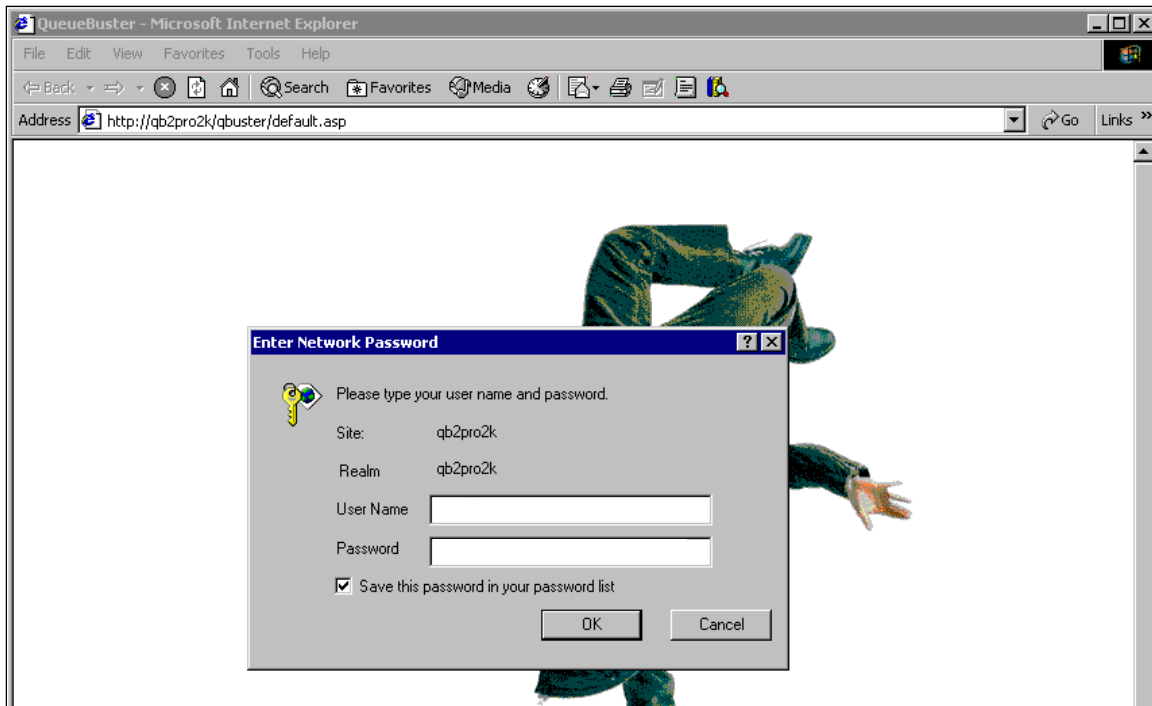 QueueBuster - Microsoft Internet Explorer
File Edit View Favorites Tools Help
Back Search Favorites Media
Address http://qb2pro2k/qbuster/default.asp Go Links »
Enter Network Password
Please type your user name and password.
Site: qb2pro2k
Realm qb2pro2k
User Name
Password
Save this password in your password list
OK Cancel